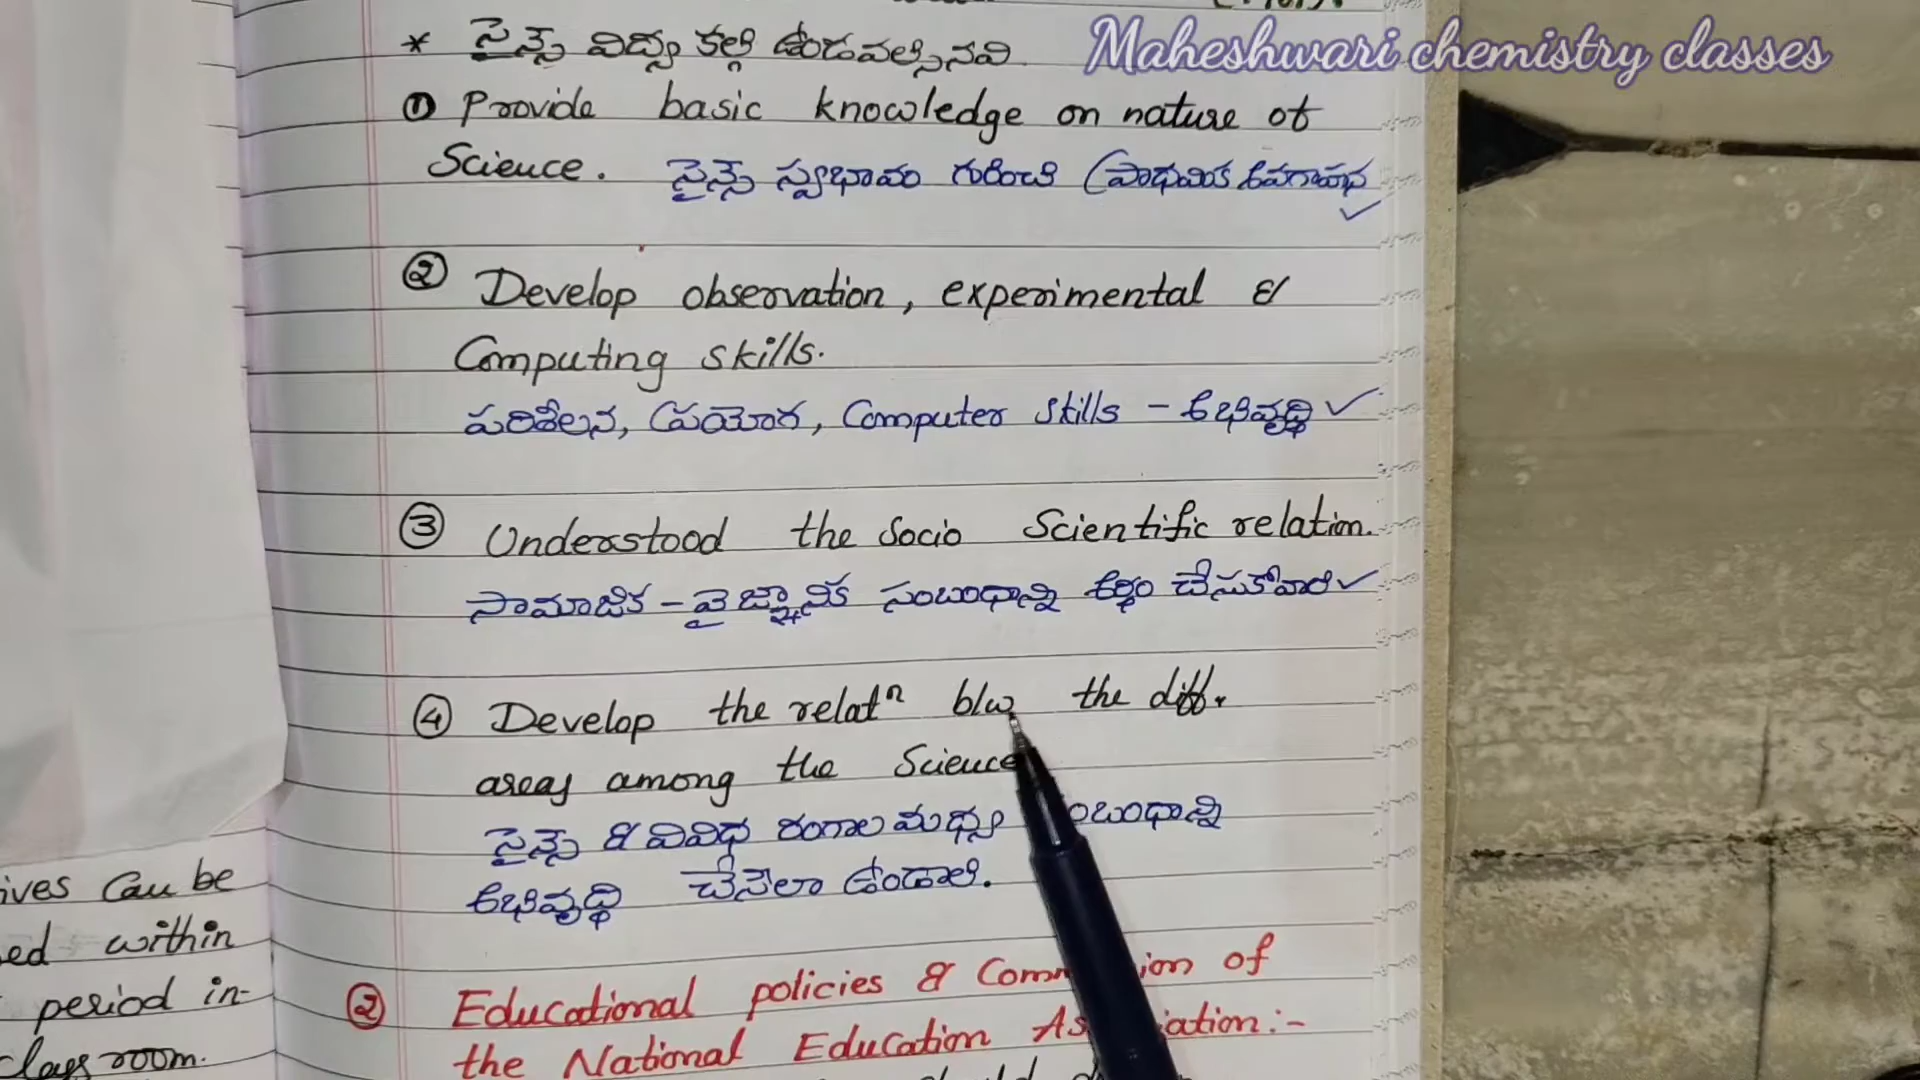 Maheshwari chemistry classes
* సైన్స్ విద్య కల్గి ఉండవల్సినవి.
① Provide basic knowledge on nature of
Science. సైన్స్ స్వభావం గురించి ప్రాథమిక అవగాహన ✓
② Develop observation, experimental &
Computing skills.
పరిశీలన, ప్రయోగ, Computer skills - అభివృద్ధి ✓
③ Understood the Socio Scientific relation.
సామాజిక - వైజ్ఞానిక సంబంధాన్ని అర్థం చేసుకోవాలి ✓
④ Develop the relatⁿ b/w the diff.
areas among the Science
సైన్స్ & వివిధ రంగాల మధ్య ంబంధాన్ని
అభివృద్ధి చేసేలా ఉండాలి.
② Educational policies & Comm ion of
the National Education As iation:-
ives Can be
ed within
period in-
class room.